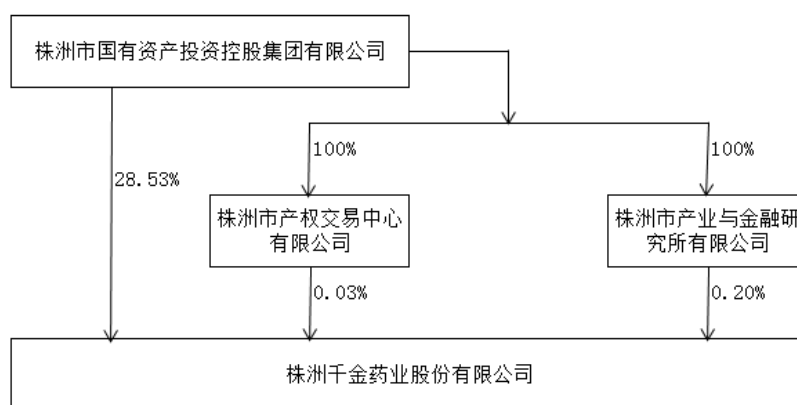 株洲市国有资产投资控股集团有限公司
100%
100%
28.53%
株洲市产权交易中心
有限公司
株洲市产业与金融研
究所有限公司
0.03%
0.20%
株洲千金药业股份有限公司